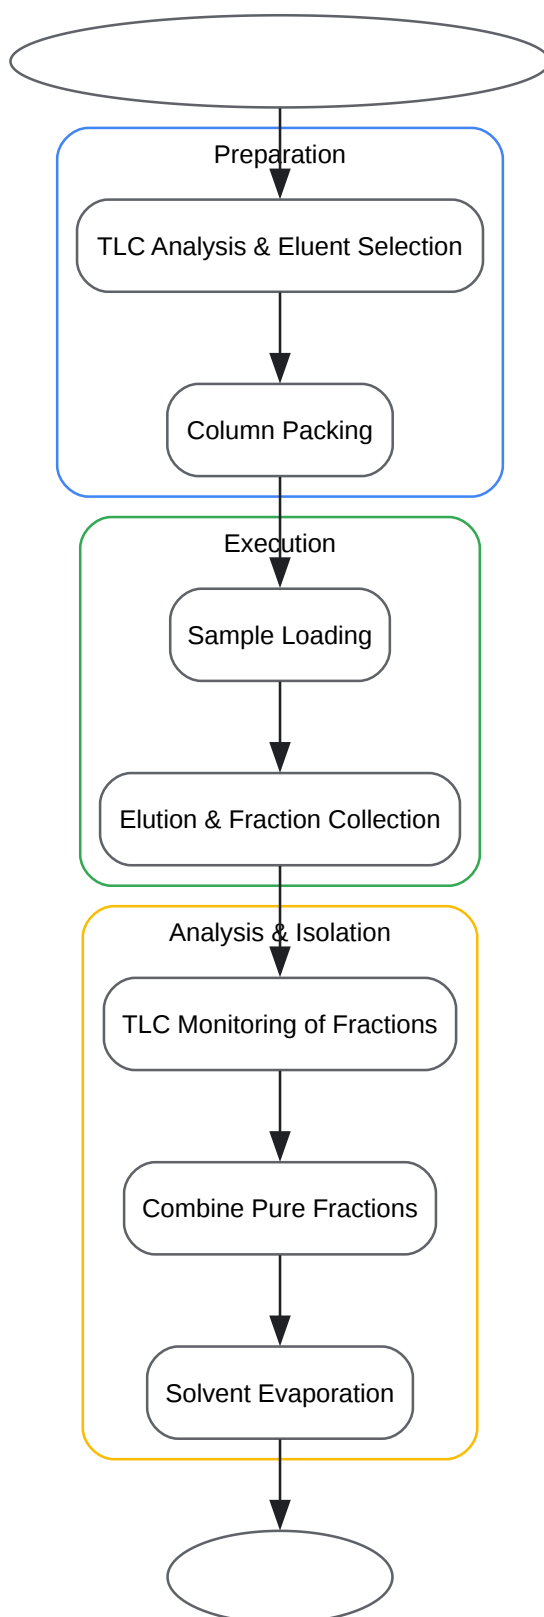 Preparation
TLC Analysis & Eluent Selection
Column Packing
Execution
Sample Loading
Elution & Fraction Collection
Analysis & Isolation
TLC Monitoring of Fractions
Combine Pure Fractions
Solvent Evaporation